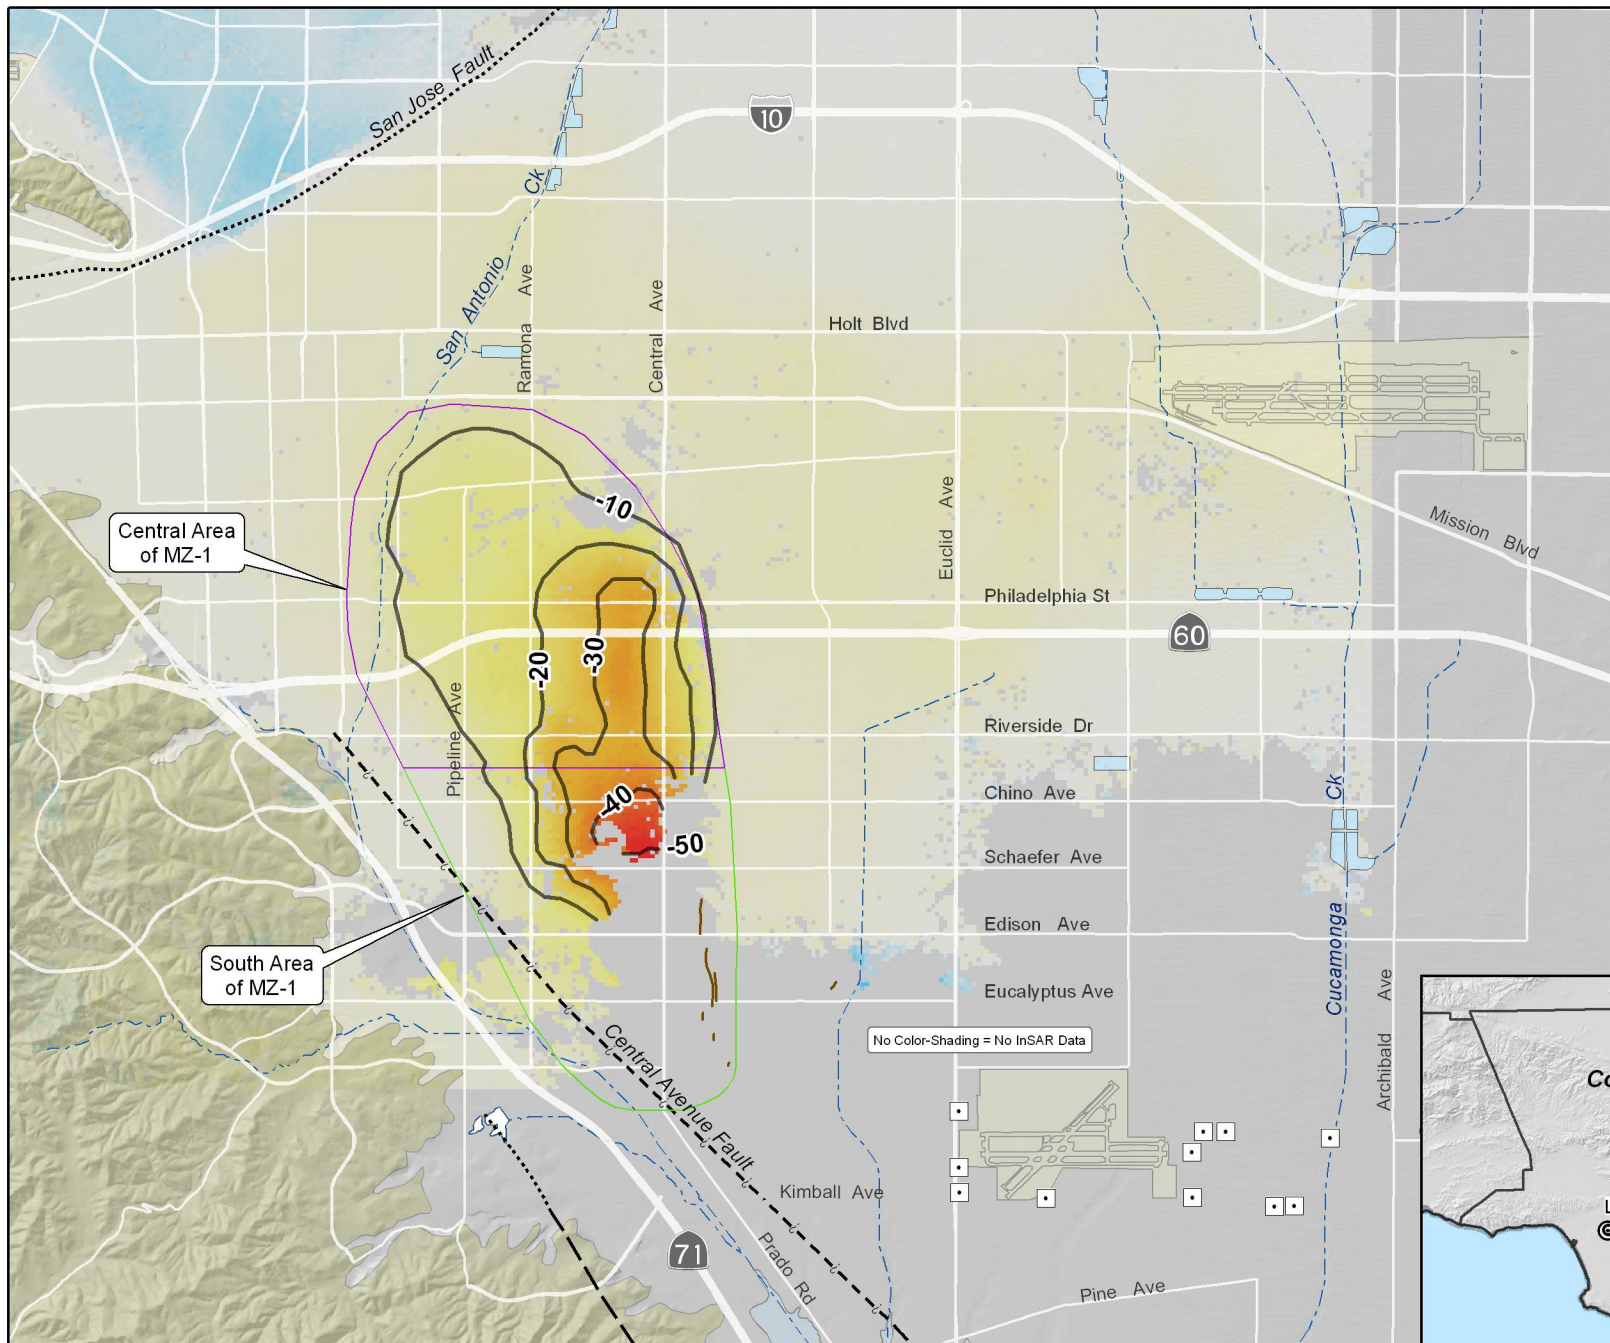 San Jose Fault
10
San Antonio Ck
Ramona Ave
Central Ave
Holt Blvd
Central Area
of MZ-1
-10
Euclid Ave
Mission Blvd
Philadelphia St
60
-20
-30
Pipeline Ave
Riverside Dr
-40
Chino Ave
-50
Schaefer Ave
Cucamonga Ck
Edison Ave
South Area
of MZ-1
Eucalyptus Ave
Archibald Ave
No Color-Shading = No InSAR Data
Central Avenue Fault
Kimball Ave
71
Prado Rd
Pine Ave